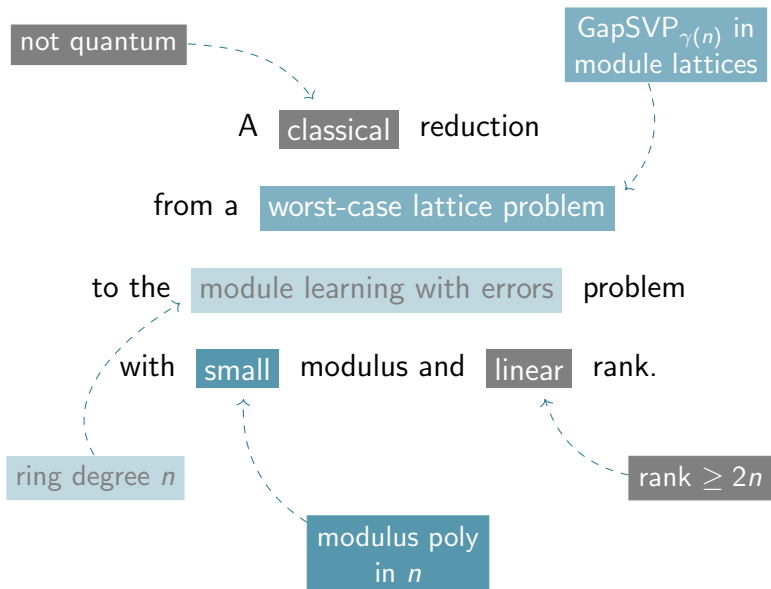 not quantum
GapSVP_γ(n) in
module lattices
A classical reduction
from a worst-case lattice problem
to the module learning with errors problem
with small modulus and linear rank.
ring degree n
rank ≥ 2n
modulus poly
in n